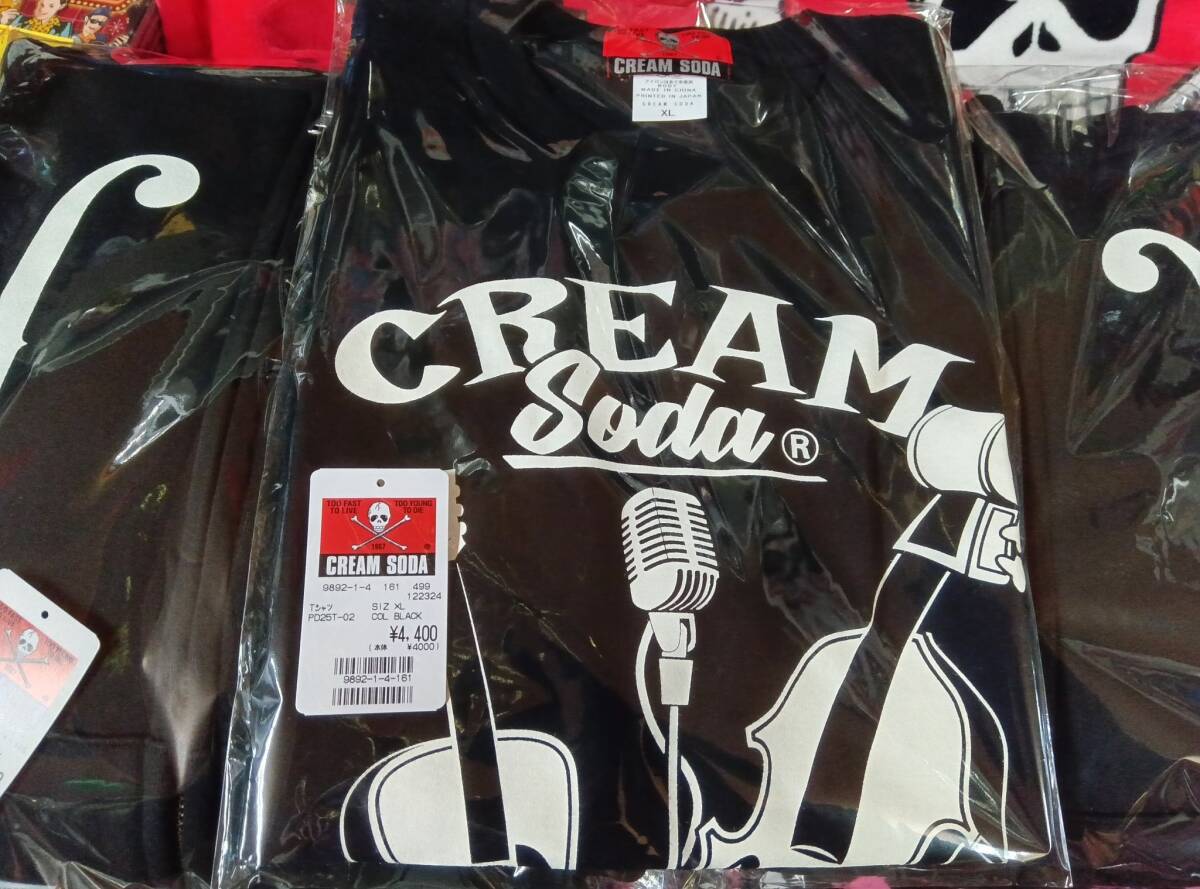 CREAM SODA
BODY
MADE IN CHINA
PRINTED IN JAPAN
CREAM SODA
XL
CREAM
Soda ®
TOO FAST
TO LIVE
TOO YOUNG
TO DIE
1957
CREAM SODA
9892-1-4 161 499
122324
Tシャツ SIZ XL
PD25T-02 COL BLACK
¥4,400
(本体 ¥4000)
9892-1-4-161